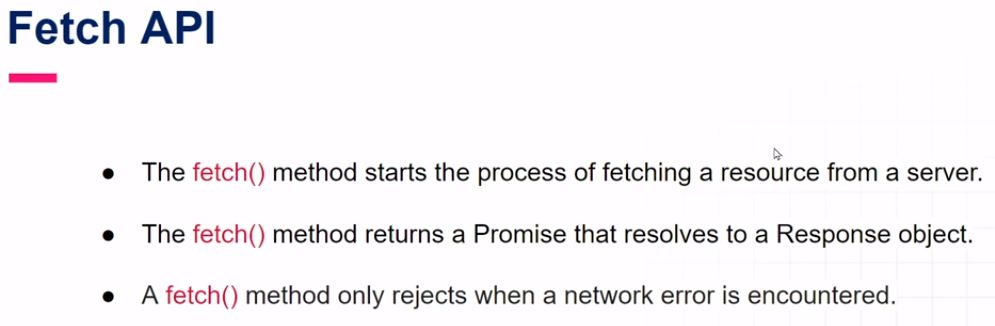 Fetch API
● The fetch() method starts the process of fetching a resource from a server.
● The fetch() method returns a Promise that resolves to a Response object.
● A fetch() method only rejects when a network error is encountered.